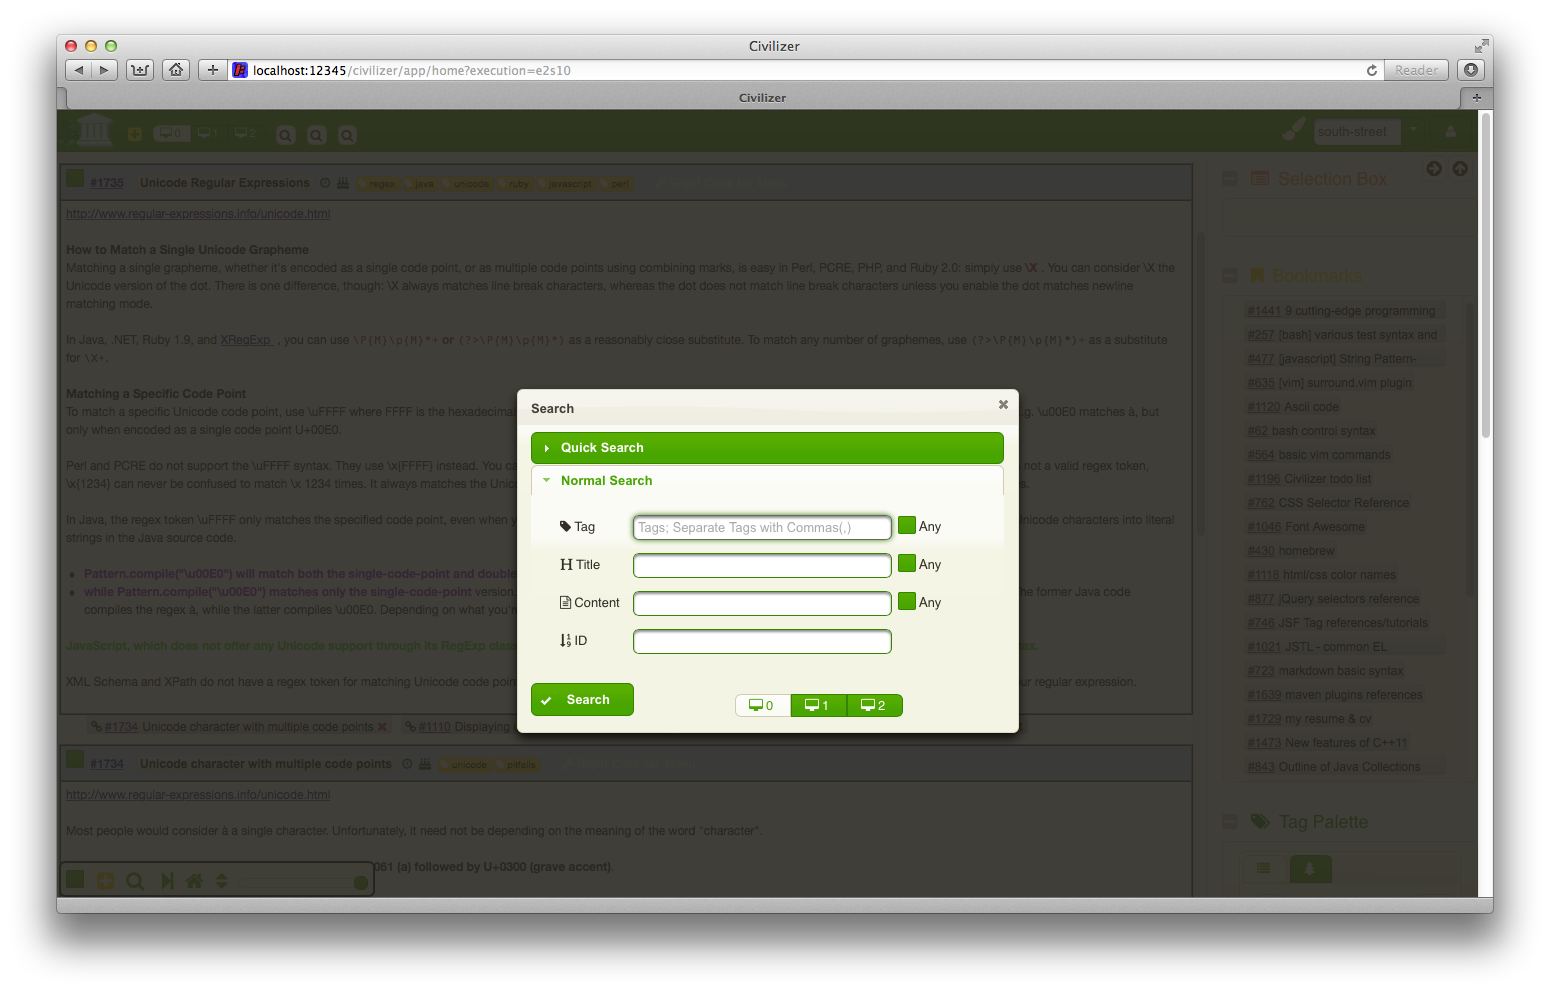 Civilizer
localhost:12345/civilizer/app/home?execution=e2s10
Reader
Civilizer
0 1 2
south-street
#1735 Unicode Regular Expressions regex java unicode ruby javascript perl
http://www.regular-expressions.info/unicode.html
How to Match a Single Unicode Grapheme
Matching a single grapheme, whether it's encoded as a single code point, or as multiple code points using combining marks, is easy in Perl, PCRE, PHP, and Ruby 2.0: simply use \X . You can consider \X the
Unicode version of the dot. There is one difference, though: \X always matches line break characters, whereas the dot does not match line break characters unless you enable the dot matches newline
matching mode.
In Java, .NET, Ruby 1.9, and XRegExp , you can use \P{M}\p{M}*+ or (?>\P{M}\p{M}*) as a reasonably close substitute. To match any number of graphemes, use (?>\P{M}\p{M}*)+ as a substitute
for \X+.
Matching a Specific Code Point
To match a specific Unicode code point, use \uFFFF where FFFF is the hexadecimal
.g. \u00E0 matches à, but
only when encoded as a single code point U+00E0.
Perl and PCRE do not support the \uFFFF syntax. They use \x{FFFF} instead. You ca
not a valid regex token,
\x{1234} can never be confused to match \x 1234 times. It always matches the Unic
s.
In Java, the regex token \uFFFF only matches the specified code point, even when y
nicode characters into literal
strings in the Java source code.
Pattern.compile("\u00E0") will match both the single-code-point and double
while Pattern.compile("\u00E0") matches only the single-code-point version.
The former Java code
compiles the regex à, while the latter compiles \u00E0. Depending on what you'r
JavaScript, which does not offer any Unicode support through its RegExp class
ax.
XML Schema and XPath do not have a regex token for matching Unicode code poin
ur regular expression.
#1734 Unicode character with multiple code points
#1110 Displaying
#1734 Unicode character with multiple code points unicode pitfalls
http://www.regular-expressions.info/unicode.html
Most people would consider à a single character. Unfortunately, it need not be depending on the meaning of the word "character".
061 (a) followed by U+0300 (grave accent).
Search
Quick Search
Normal Search
Tag Tags; Separate Tags with Commas(,) Any
Title Any
Content Any
ID
Search 0 1 2
Selection Box
Bookmarks
#1441 9 cutting-edge programming
#257 [bash] various test syntax and
#477 [javascript] String Pattern-
#635 [vim] surround.vim plugin
#1120 Ascii code
#62 bash control syntax
#564 basic vim commands
#1196 Civilizer todo list
#762 CSS Selector Reference
#1046 Font Awesome
#430 homebrew
#1118 html/css color names
#877 jQuery selectors reference
#746 JSF Tag references/tutorials
#1021 JSTL - common EL
#723 markdown basic syntax
#1639 maven plugins references
#1729 my resume & cv
#1473 New features of C++11
#843 Outline of Java Collections
Tag Palette